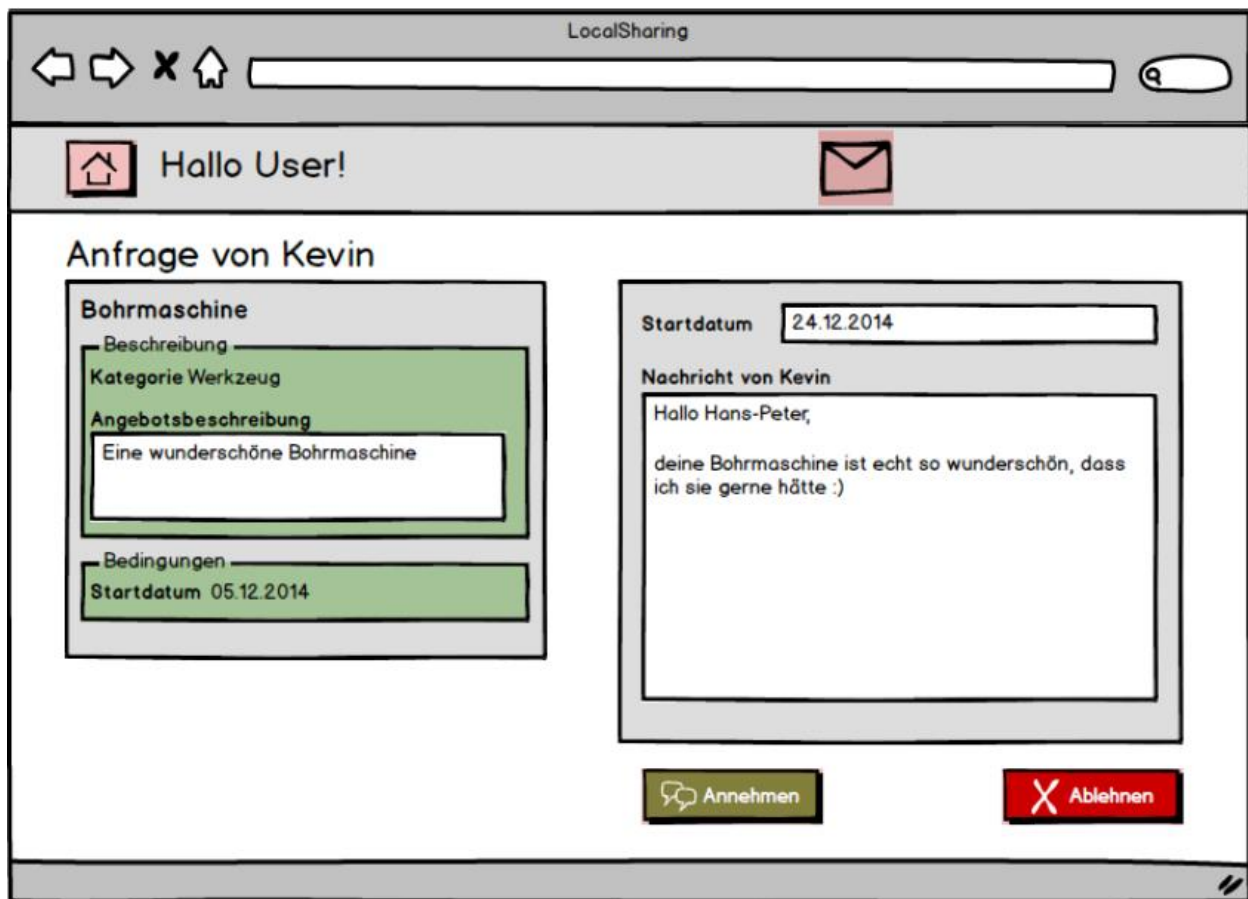 LocalSharing
Hallo User!
Anfrage von Kevin
Bohrmaschine
Beschreibung
Kategorie Werkzeug
Angebotsbeschreibung
Eine wunderschöne Bohrmaschine
Bedingungen
Startdatum 05.12.2014
Startdatum 24.12.2014
Nachricht von Kevin
Hallo Hans-Peter,
deine Bohrmaschine ist echt so wunderschön, dass
ich sie gerne hätte :)
Annehmen
Ablehnen